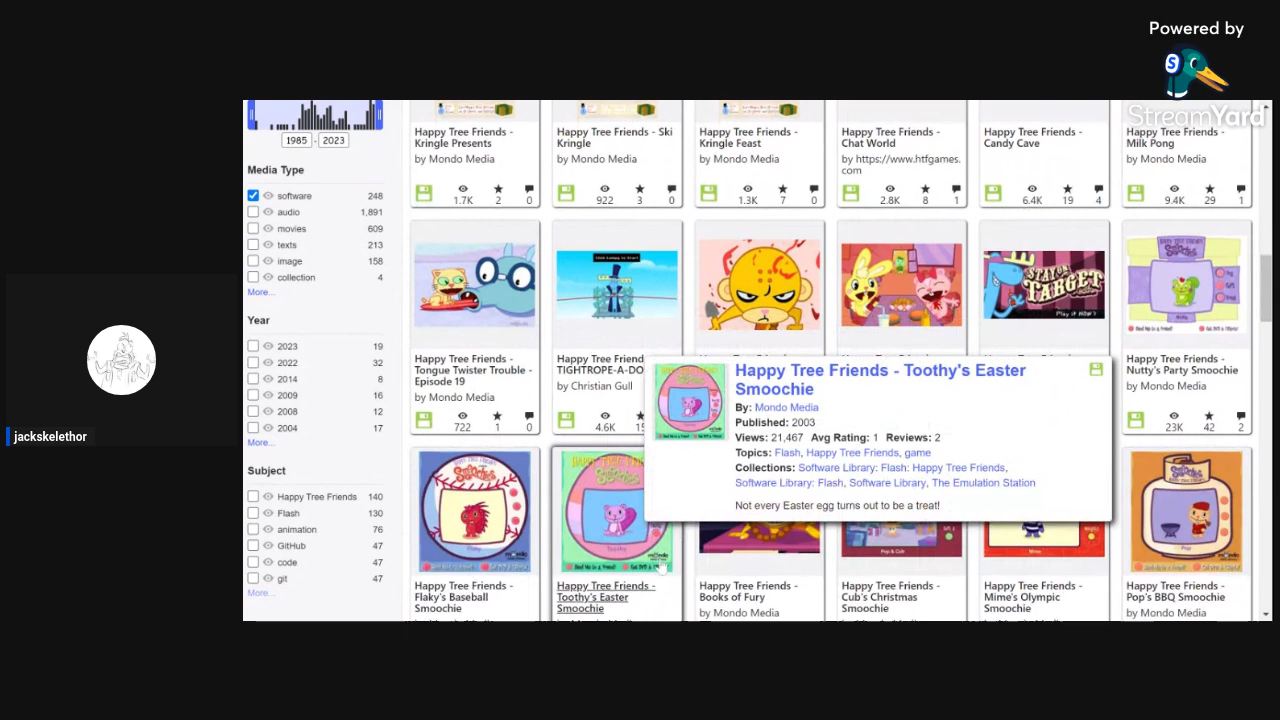 Powered by
S
StreamYard
jackskelethor
1985 - 2023
Media Type
software 248
audio 1,891
movies 609
texts 213
image 158
collection 4
More...
Year
2023 19
2022 32
2014 8
2009 16
2008 12
2004 17
More...
Subject
Happy Tree Friends 140
Flash 130
animation 76
GitHub 47
code 47
git 47
More...
Happy Tree Friends -
Kringle Presents
by Mondo Media
1.7K 2 0
Happy Tree Friends - Ski
Kringle
by Mondo Media
922 3 0
Happy Tree Friends -
Kringle Feast
by Mondo Media
1.3K 7 0
Happy Tree Friends -
Chat World
by https://www.htfgames.
com
2.8K 8 1
Happy Tree Friends -
Candy Cave
6.4K 19 4
Happy Tree Friends -
Milk Pong
by Mondo Media
9.4K 29 1
Happy Tree Friends -
Tongue Twister Trouble -
Episode 19
by Mondo Media
722 1 0
Happy Tree Friend
TIGHTROPE-A-DO
by Christian Gull
4.6K
STAY ON
TARGET
Play it NOW>
Happy Tree Friends -
Nutty's Party Smoochie
by Mondo Media
23K 42 2
Happy Tree Friends - Toothy's Easter
Smoochie
By: Mondo Media
Published: 2003
Views: 21,467 Avg Rating: 1 Reviews: 2
Topics: Flash, Happy Tree Friends, game
Collections: Software Library: Flash: Happy Tree Friends,
Software Library: Flash, Software Library, The Emulation Station
Not every Easter egg turns out to be a treat!
Smoochies
Flaky
Happy Tree Friends -
Flaky's Baseball
Smoochie
Toothy
Happy Tree Friends -
Toothy's Easter
Smoochie
Happy Tree Friends -
Books of Fury
by Mondo Media
Pop & Cub
Happy Tree Friends -
Cub's Christmas
Smoochie
Mime
Happy Tree Friends -
Mime's Olympic
Smoochie
Pop
Happy Tree Friends -
Pop's BBQ Smoochie
by Mondo Media